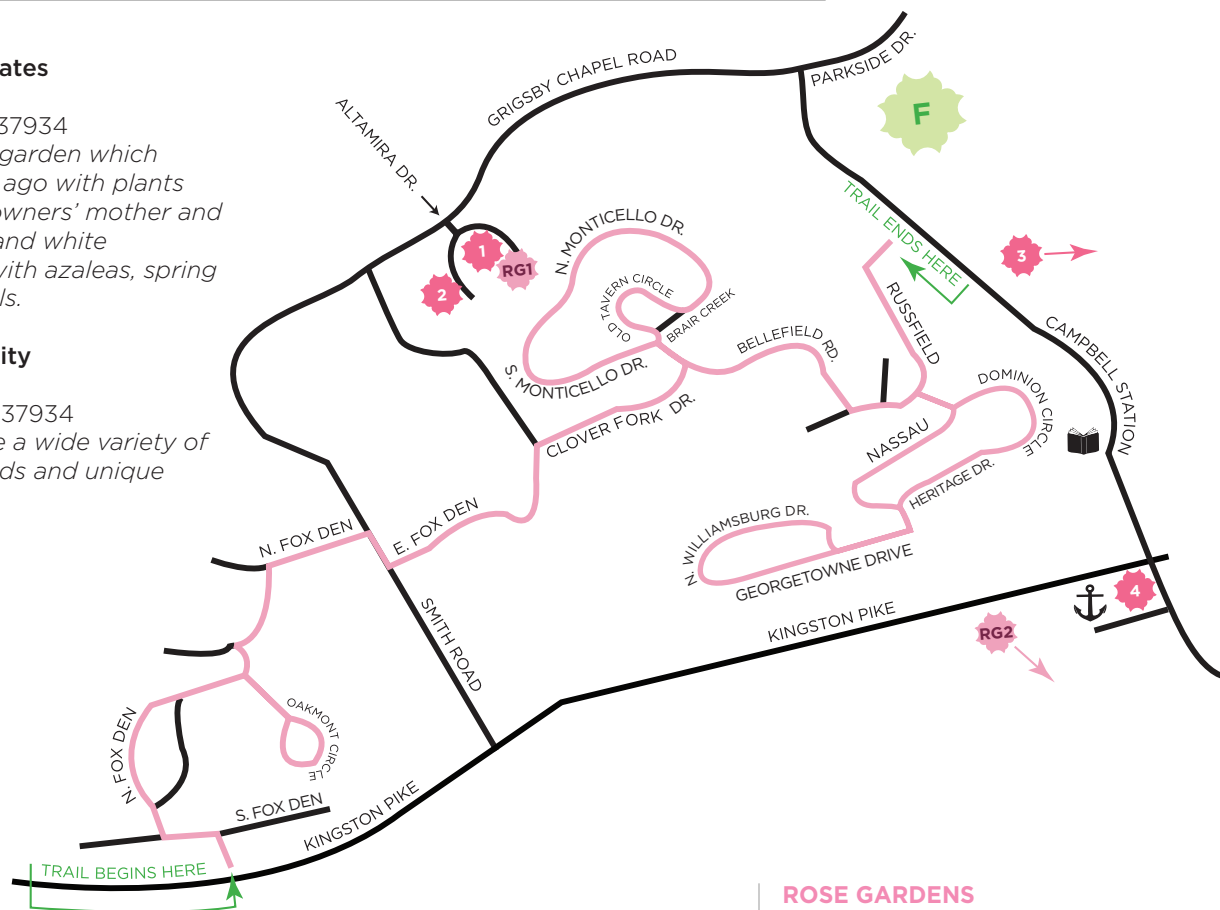 ates
37934
garden which
ago with plants
owners’ mother and
and white
with azaleas, spring
ls.
ity
37934
e a wide variety of
ds and unique
GRIGSBY CHAPEL ROAD
PARKSIDE DR.
F
ALTAMIRA DR.
1
RG1
2
TRAIL ENDS HERE
3
N. MONTICELLO DR.
OLD TAVERN CIRCLE
BRAIR CREEK
S. MONTICELLO DR.
BELLEFIELD RD.
RUSSFIELD
CAMPBELL STATION
DOMINION CIRCLE
CLOVER FORK DR.
NASSAU
HERITAGE DR.
N. FOX DEN
E. FOX DEN
N. WILLIAMSBURG DR.
GEORGETOWNE DRIVE
SMITH ROAD
KINGSTON PIKE
4
RG2
OAKMONT CIRCLE
N. FOX DEN
S. FOX DEN
KINGSTON PIKE
TRAIL BEGINS HERE
ROSE GARDENS